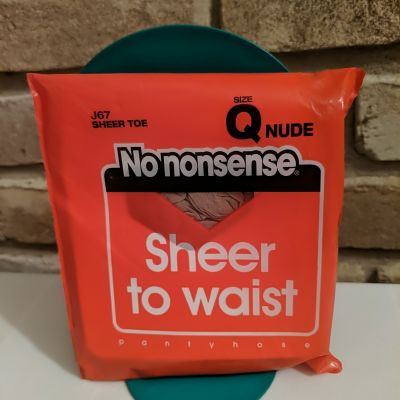 J67
SHEER TOE
SIZE
Q NUDE
No nonsense®
Sheer
to waist
pantyhose